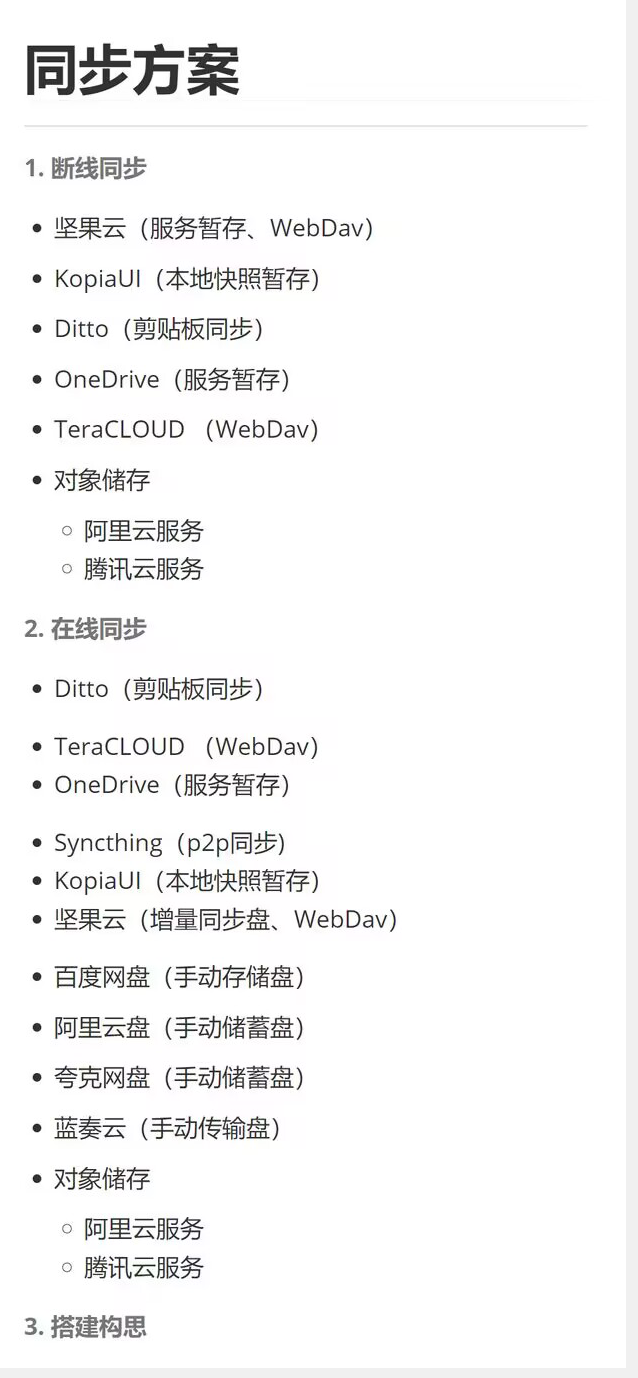 同步方案
1. 断线同步
坚果云（服务暂存、WebDav）
KopiaUI（本地快照暂存）
Ditto（剪贴板同步）
OneDrive（服务暂存）
TeraCLOUD （WebDav）
对象储存
阿里云服务
腾讯云服务
2. 在线同步
Ditto（剪贴板同步）
TeraCLOUD （WebDav）
OneDrive（服务暂存）
Syncthing（p2p同步)
KopiaUI（本地快照暂存）
坚果云（增量同步盘、WebDav）
百度网盘（手动存储盘）
阿里云盘（手动储蓄盘）
夸克网盘（手动储蓄盘）
蓝奏云（手动传输盘）
对象储存
阿里云服务
腾讯云服务
3. 搭建构思